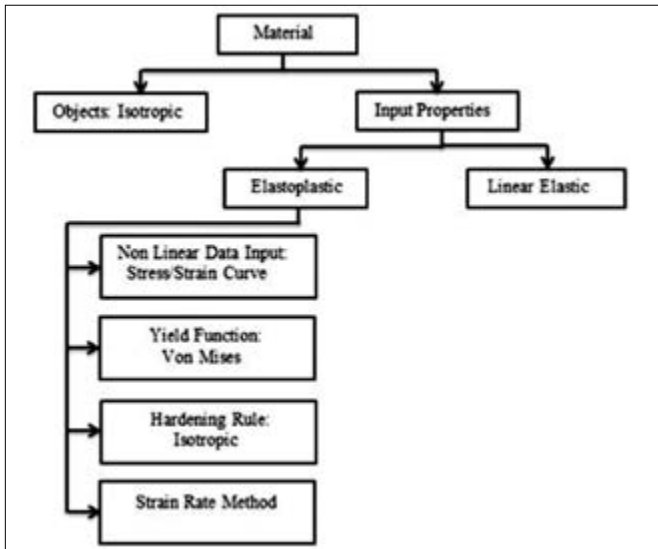 Material
Objects: Isotropic
Input Properties
Elastoplastic
Linear Elastic
Non Linear Data Input:
Stress/Strain Curve
Yield Function:
Von Mises
Hardening Rule:
Isotropic
Strain Rate Method